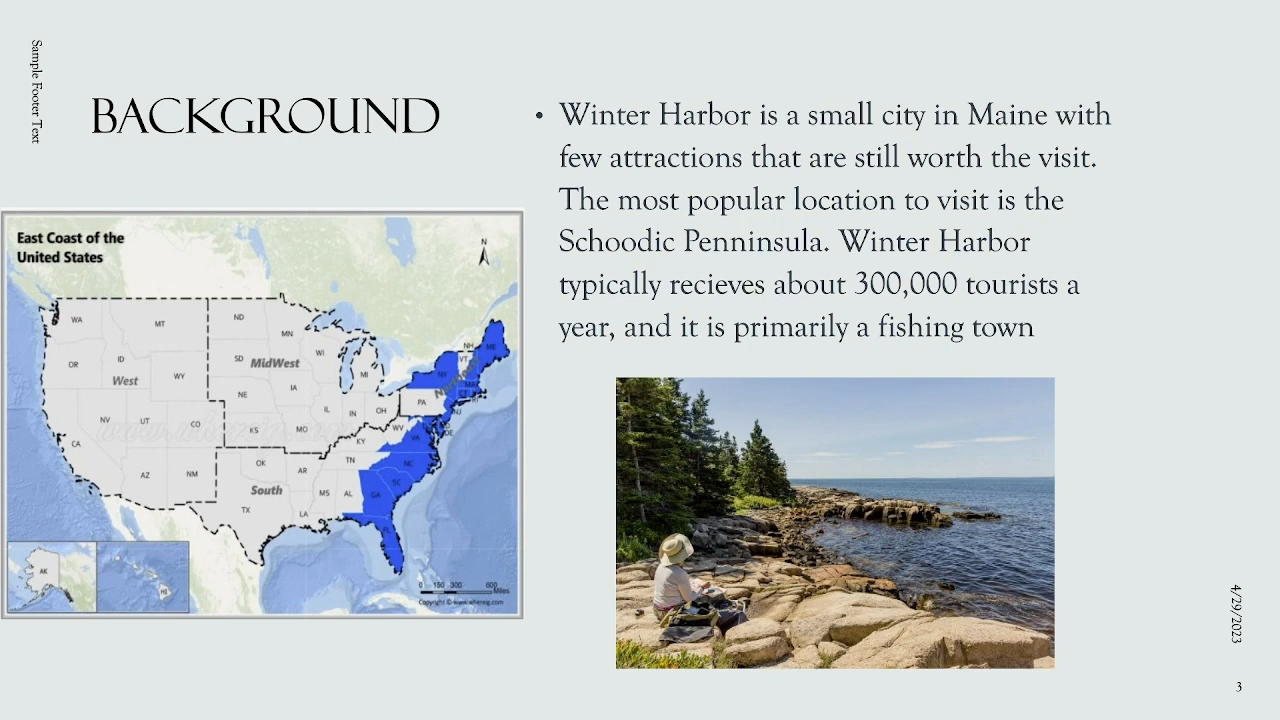 Sample Footer Text
BACKGROUND
• Winter Harbor is a small city in Maine with
few attractions that are still worth the visit.
The most popular location to visit is the
Schoodic Penninsula. Winter Harbor
typically recieves about 300,000 tourists a
year, and it is primarily a fishing town
East Coast of the
United States
N
WA
MT
ND
MN
OR
ID
WY
SD
WI
MI
NH
VT
ME
NY
MA
CT
RI
West
MidWest
NE
IA
PA
NJ
NV
UT
CO
KS
MO
IL
IN
OH
WV
VA
DE
CA
KY
AZ
NM
OK
AR
TN
NC
SC
South
TX
LA
MS
AL
GA
FL
AK
HI
0 150 300 600
Miles
Copyright © www.whereig.com
4/29/2023
3